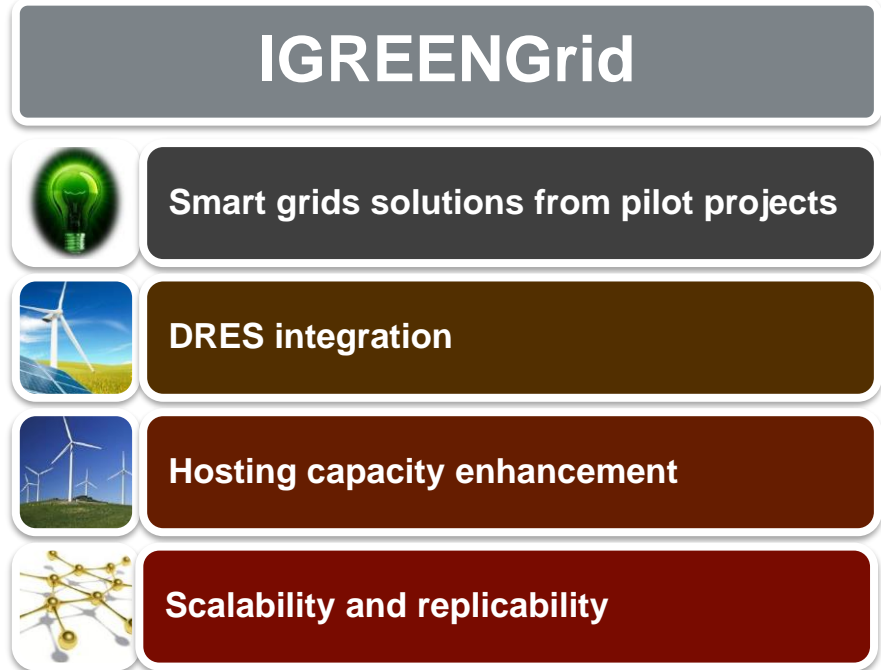 IGREENGrid
Smart grids solutions from pilot projects
DRES integration
Hosting capacity enhancement
Scalability and replicability